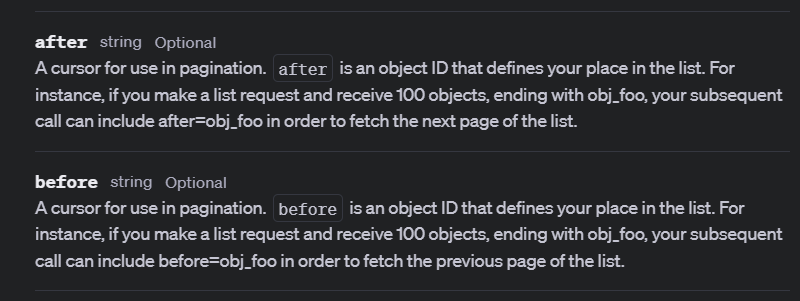 after string Optional
A cursor for use in pagination. after is an object ID that defines your place in the list. For
instance, if you make a list request and receive 100 objects, ending with obj_foo, your subsequent
call can include after=obj_foo in order to fetch the next page of the list.
before string Optional
A cursor for use in pagination. before is an object ID that defines your place in the list. For
instance, if you make a list request and receive 100 objects, ending with obj_foo, your subsequent
call can include before=obj_foo in order to fetch the previous page of the list.